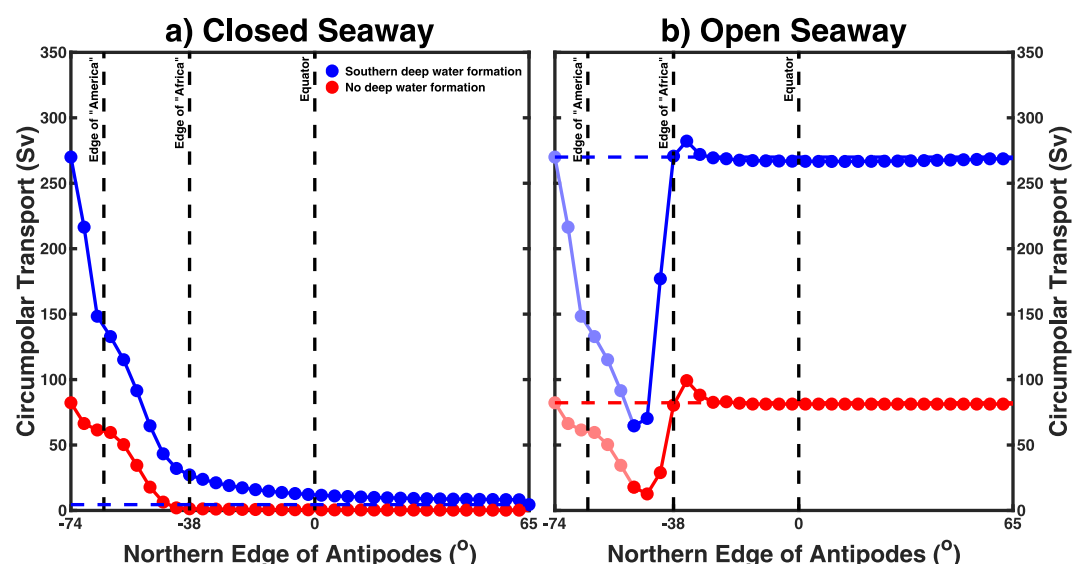 a) Closed Seaway
b) Open Seaway
350
300
250
200
150
100
50
0
Circumpolar Transport (Sv)
Edge of "America"
Edge of "Africa"
Equator
Southern deep water formation
No deep water formation
-74
-38
0
65
Northern Edge of Antipodes (o)
Edge of "America"
Edge of "Africa"
Equator
350
300
250
200
150
100
50
0
Circumpolar Transport (Sv)
-74
-38
0
65
Northern Edge of Antipodes (o)